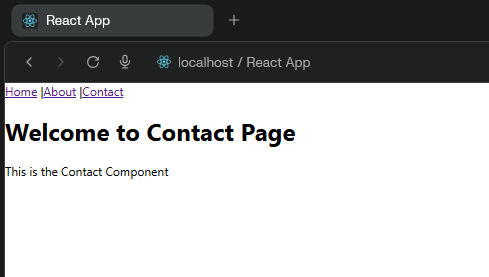 React App
localhost / React App
Home |About |Contact
Welcome to Contact Page
This is the Contact Component